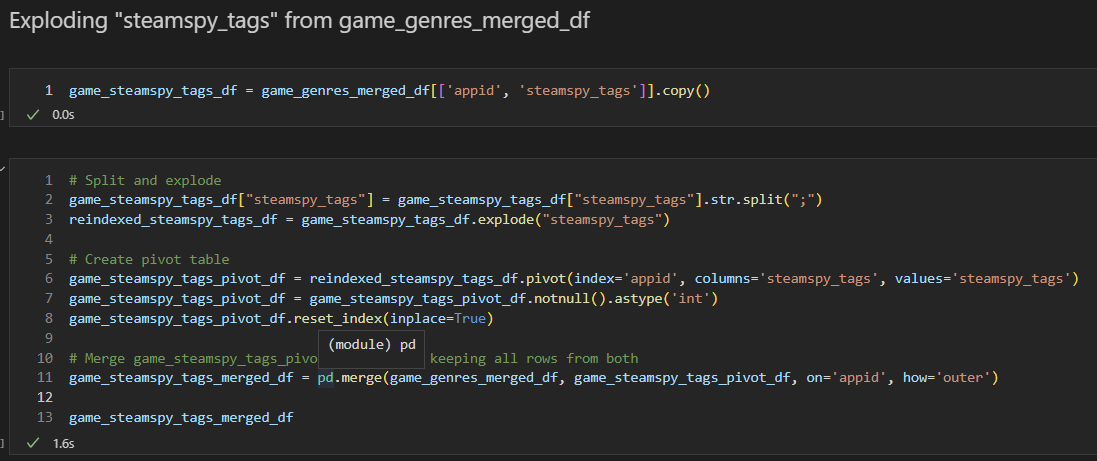 Exploding "steamspy_tags" from game_genres_merged_df
1 game_steamspy_tags_df = game_genres_merged_df[['appid', 'steamspy_tags']].copy()
] ✓ 0.0s
1 # Split and explode
2 game_steamspy_tags_df["steamspy_tags"] = game_steamspy_tags_df["steamspy_tags"].str.split(";")
3 reindexed_steamspy_tags_df = game_steamspy_tags_df.explode("steamspy_tags")
4
5 # Create pivot table
6 game_steamspy_tags_pivot_df = reindexed_steamspy_tags_df.pivot(index='appid', columns='steamspy_tags', values='steamspy_tags')
7 game_steamspy_tags_pivot_df = game_steamspy_tags_pivot_df.notnull().astype('int')
8 game_steamspy_tags_pivot_df.reset_index(inplace=True)
9
(module) pd
10 # Merge game_steamspy_tags_pivo keeping all rows from both
11 game_steamspy_tags_merged_df = pd.merge(game_genres_merged_df, game_steamspy_tags_pivot_df, on='appid', how='outer')
12
13 game_steamspy_tags_merged_df
] ✓ 1.6s